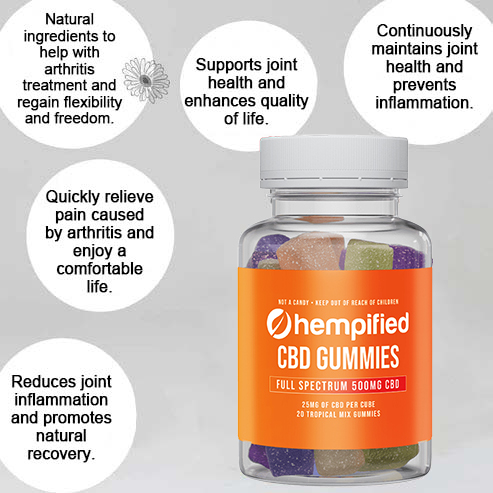 Natural
ingredients to
help with
arthritis
treatment and
regain flexibility
and freedom.
Supports joint
health and
enhances quality
of life.
Continuously
maintains joint
health and
prevents
inflammation.
Quickly relieve
pain caused
by arthritis and
enjoy a
comfortable
life.
Reduces joint
inflammation
and promotes
natural
recovery.
NOT A CANDY • KEEP OUT OF REACH OF CHILDREN
hempified
CBD GUMMIES
FULL SPECTRUM 500MG CBD
25MG OF CBD PER CUBE
20 TROPICAL MIX GUMMIES